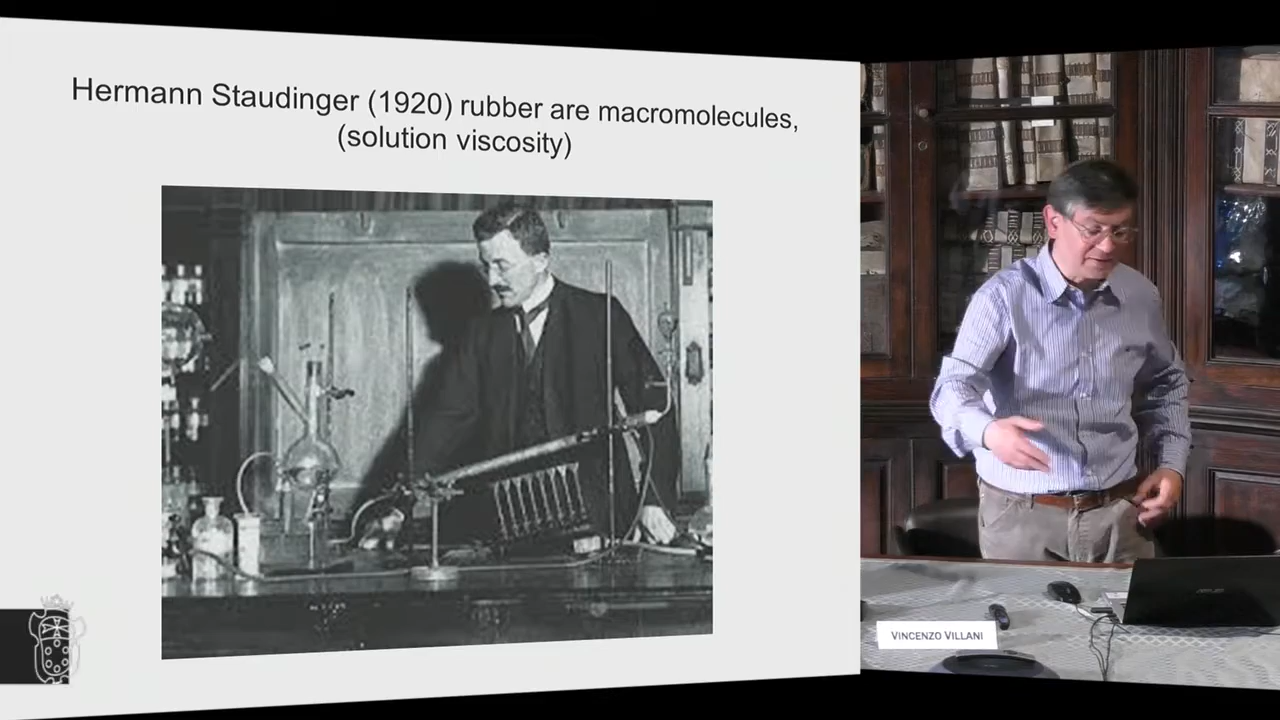 Hermann Staudinger (1920) rubber are macromolecules,
(solution viscosity)
VINCENZO VILLANI